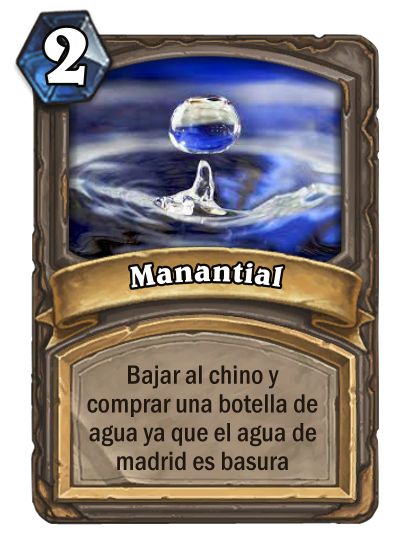 2
Manantial
Bajar al chino y
comprar una botella de
agua ya que el agua de
madrid es basura